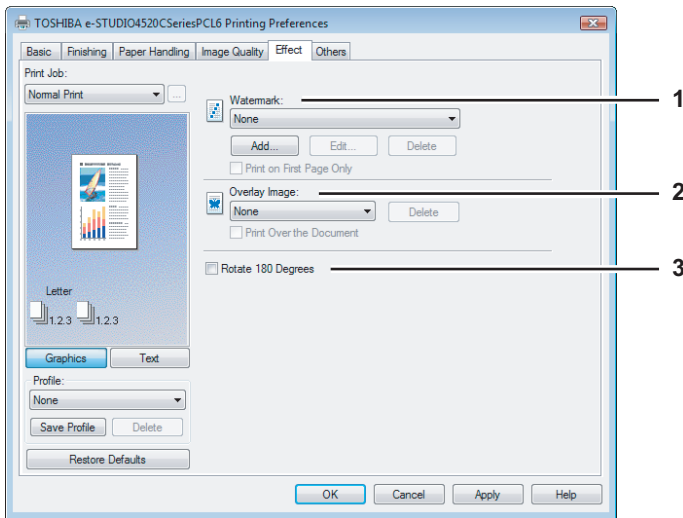 TOSHIBA e-STUDIO4520CSeriesPCL6 Printing Preferences
Basic Finishing Paper Handling Image Quality Effect Others
Print Job:
Normal Print ...
Letter
1.2.3 1.2.3
Graphics Text
Profile:
None
Save Profile Delete
Restore Defaults
Watermark: 1
None
Add... Edit... Delete
Print on First Page Only
Overlay Image: 2
None Delete
Print Over the Document
Rotate 180 Degrees 3
OK Cancel Apply Help